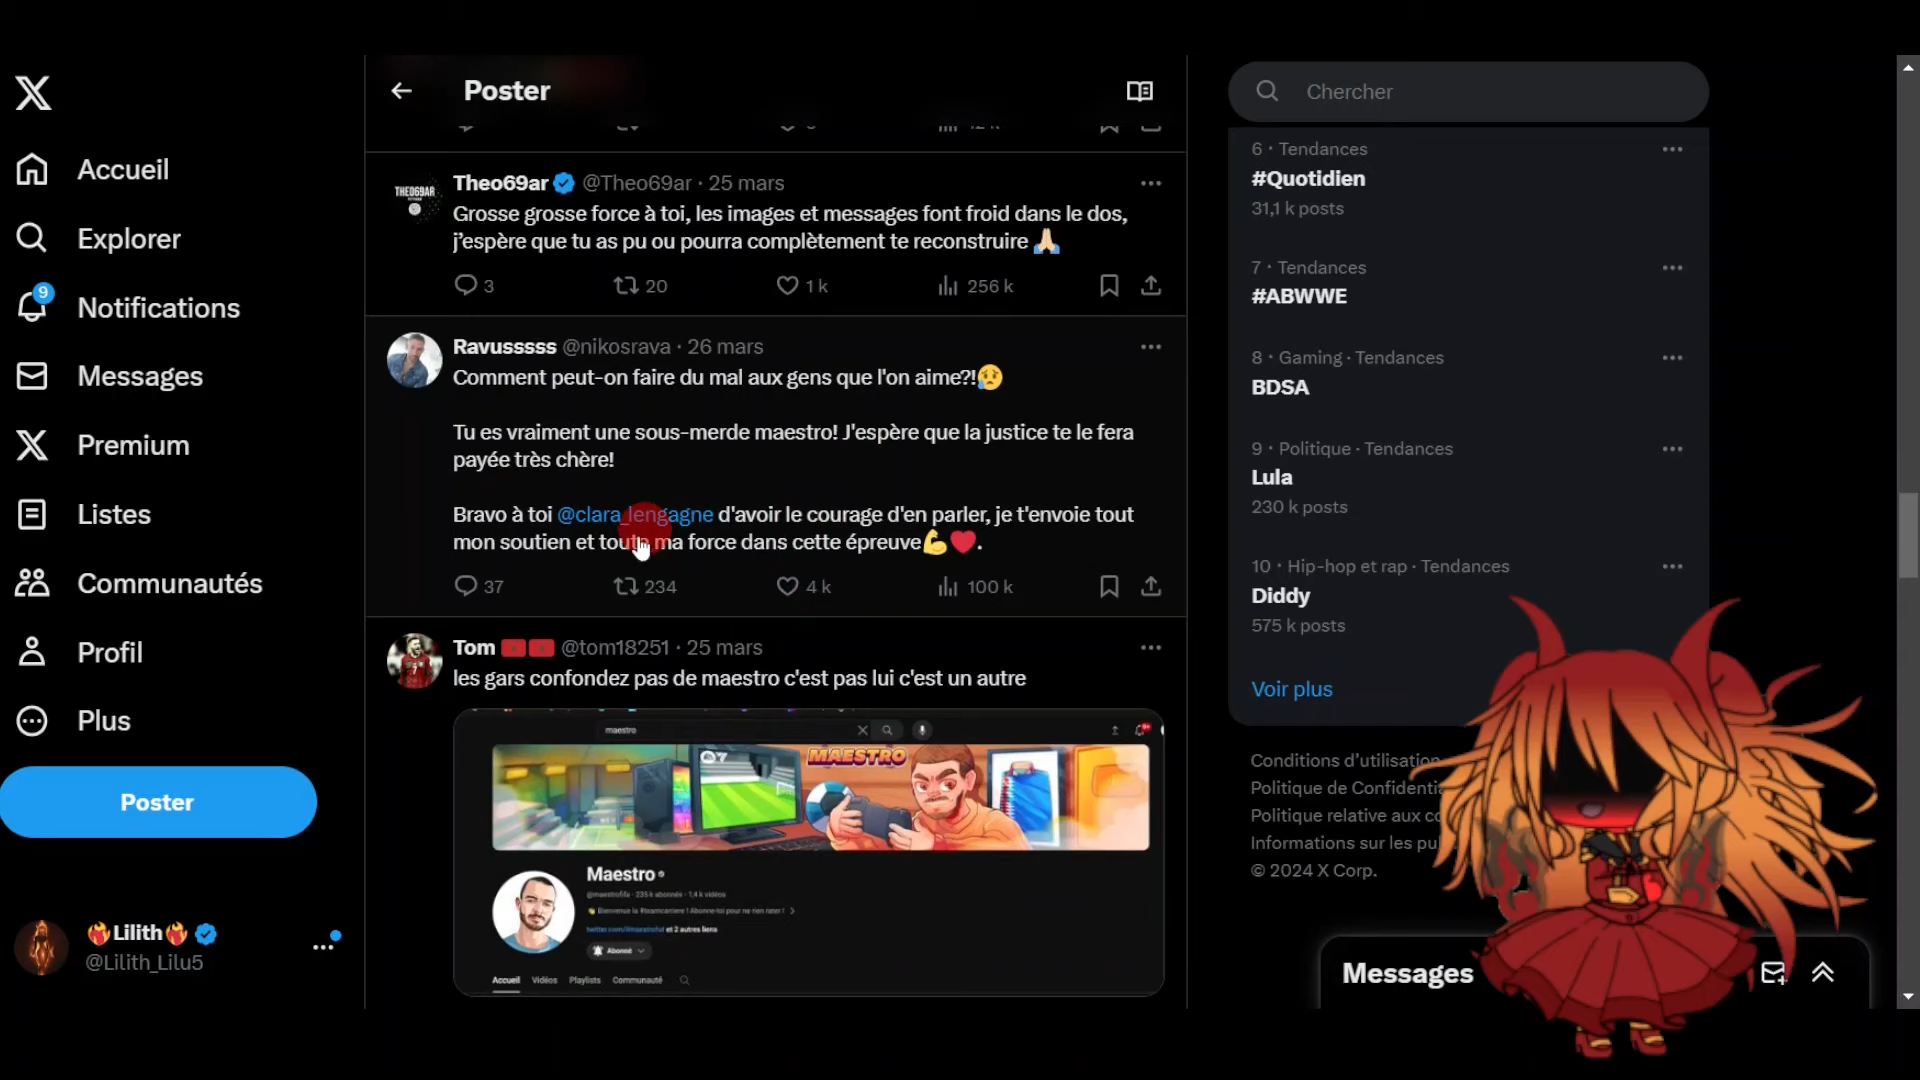 Accueil
Explorer
9
Notifications
Messages
Premium
Listes
Communautés
Profil
Plus
Poster
Lilith
@Lilith_Lilu5
Poster
THEO69AR
Theo69ar @Theo69ar · 25 mars
Grosse grosse force à toi, les images et messages font froid dans le dos,
j'espère que tu as pu ou pourra complètement te reconstruire 🙏🏻
3 20 1 k 256 k
Ravusssss @nikosrava · 26 mars
Comment peut-on faire du mal aux gens que l'on aime?!😥
Tu es vraiment une sous-merde maestro! J'espère que la justice te le fera
payée très chère!
Bravo à toi @clara_lengagne d'avoir le courage d'en parler, je t'envoie tout
mon soutien et toute ma force dans cette épreuve💪❤️.
37 234 4 k 100 k
Tom @tom18251 · 25 mars
les gars confondez pas de maestro c'est pas lui c'est un autre
maestro
MAESTRO
Maestro
@maestrofifa · 235 k abonnés · 1,4 k vidéos
Bienvenue la #teamcarriere ! Abonne-toi pour ne rien rater !
et 2 autres liens
Abonné
Accueil Vidéos Playlists Communauté
Chercher
6 · Tendances
#Quotidien
31,1 k posts
7 · Tendances
#ABWWE
8 · Gaming · Tendances
BDSA
9 · Politique · Tendances
Lula
230 k posts
10 · Hip-hop et rap · Tendances
Diddy
575 k posts
Voir plus
Conditions d'utilisation
Politique de
Politique relative aux
Informations sur les
© 2024 X Corp.
Messages